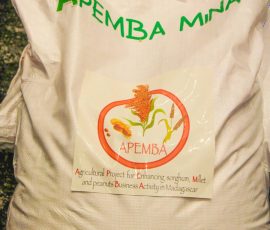 APEMBA MINA
APEMBA
Agricultural Project for Enhancing sorghum, Millet
and peanuts Business Activity in Madagascar